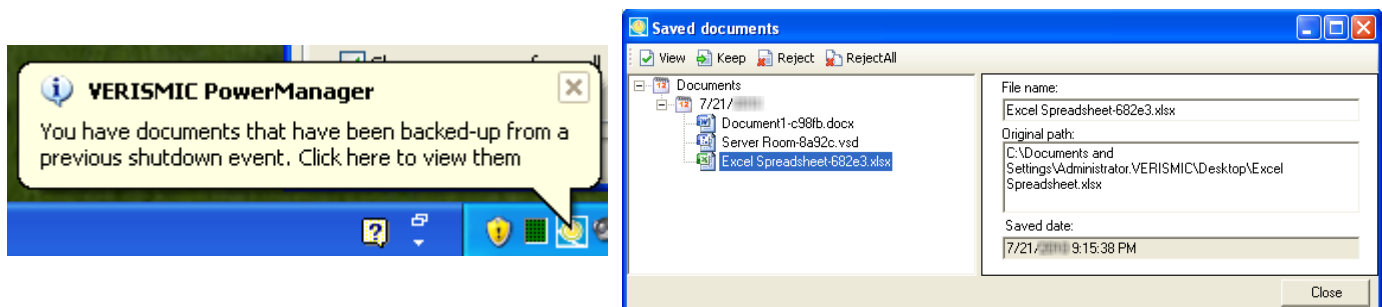 VERISMIC PowerManager
You have documents that have been backed-up from a
previous shutdown event. Click here to view them
Saved documents
View Keep Reject RejectAll
Documents
7/21/
Document1-c98fb.docx
Server Room-8a92c.vsd
Excel Spreadsheet-682e3.xlsx
File name:
Excel Spreadsheet-682e3.xlsx
Original path:
C:\Documents and
Settings\Administrator.VERISMIC\Desktop\Excel
Spreadsheet.xlsx
Saved date:
7/21/ 9:15:38 PM
Close